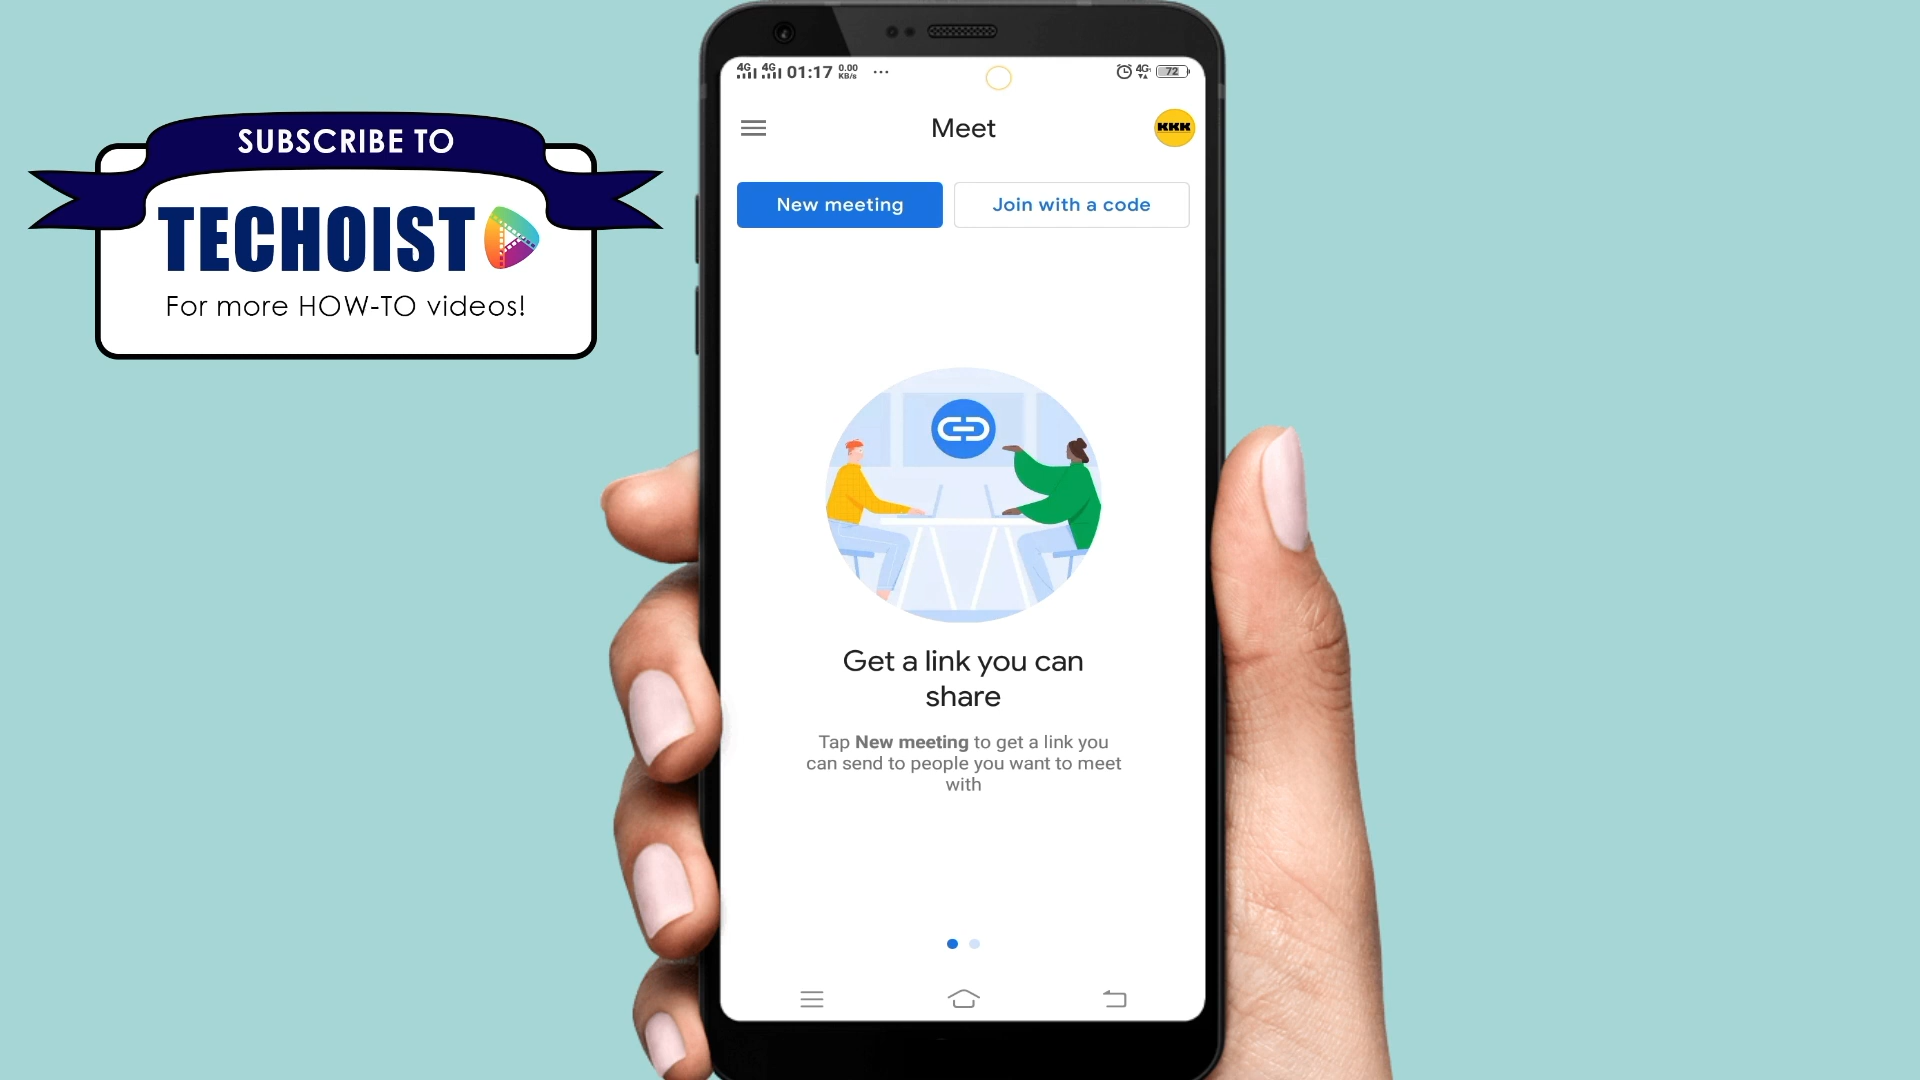 SUBSCRIBE TO
TECHOIST
For more HOW-TO videos!
4G 4G 01:17 0.00 KB/s ...
4G 72
Meet
KKK
New meeting
Join with a code
Get a link you can
share
Tap New meeting to get a link you
can send to people you want to meet
with